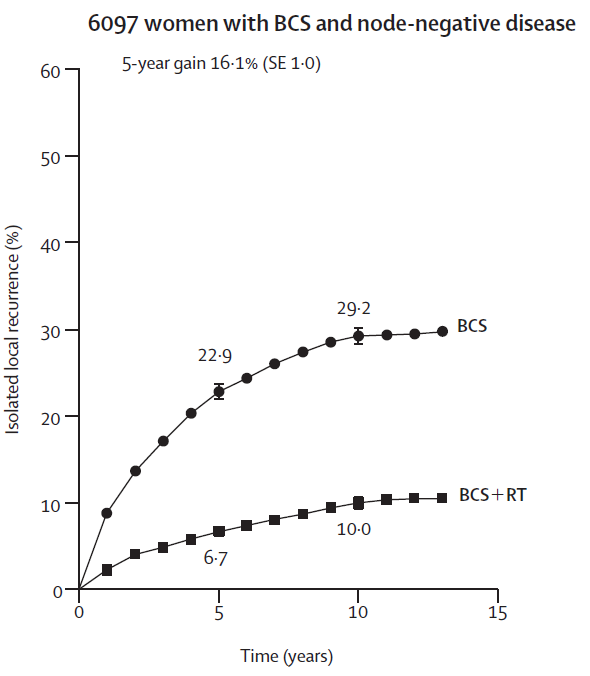 6097 women with BCS and node-negative disease
5-year gain 16·1% (SE 1·0)
60
50
40
30
20
10
0
Isolated local recurrence (%)
29·2
BCS
22·9
BCS+RT
10·0
6·7
0
5
10
15
Time (years)